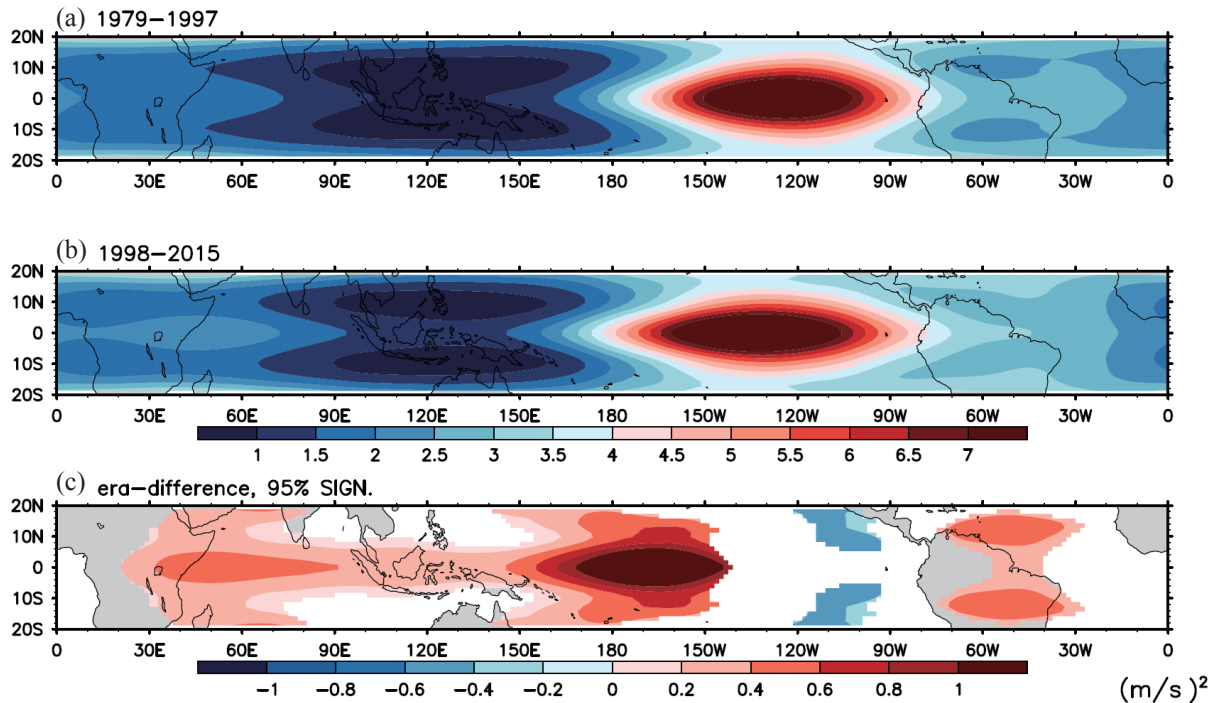 (a) 1979−1997
20N
10N
0
10S
20S
0 30E 60E 90E 120E 150E 180 150W 120W 90W 60W 30W 0
(b) 1998−2015
20N
10N
0
10S
20S
0 30E 60E 90E 120E 150E 180 150W 120W 90W 60W 30W 0
1 1.5 2 2.5 3 3.5 4 4.5 5 5.5 6 6.5 7
(c) era−difference, 95% SIGN.
20N
10N
0
10S
20S
0 30E 60E 90E 120E 150E 180 150W 120W 90W 60W 30W 0
−1 −0.8 −0.6 −0.4 −0.2 0 0.2 0.4 0.6 0.8 1
(m/s)²